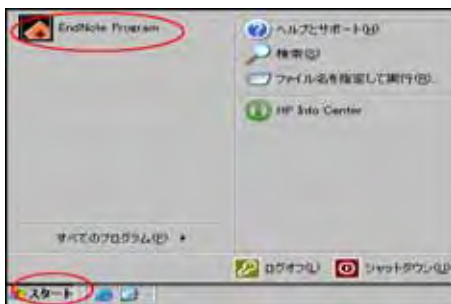 EndNote Program
ヘルプとサポート(H)
検索(S)
ファイル名を指定して実行(R)...
HP Info Center
すべてのプログラム(P)
ログオフ(L)
シャットダウン(U)
スタート